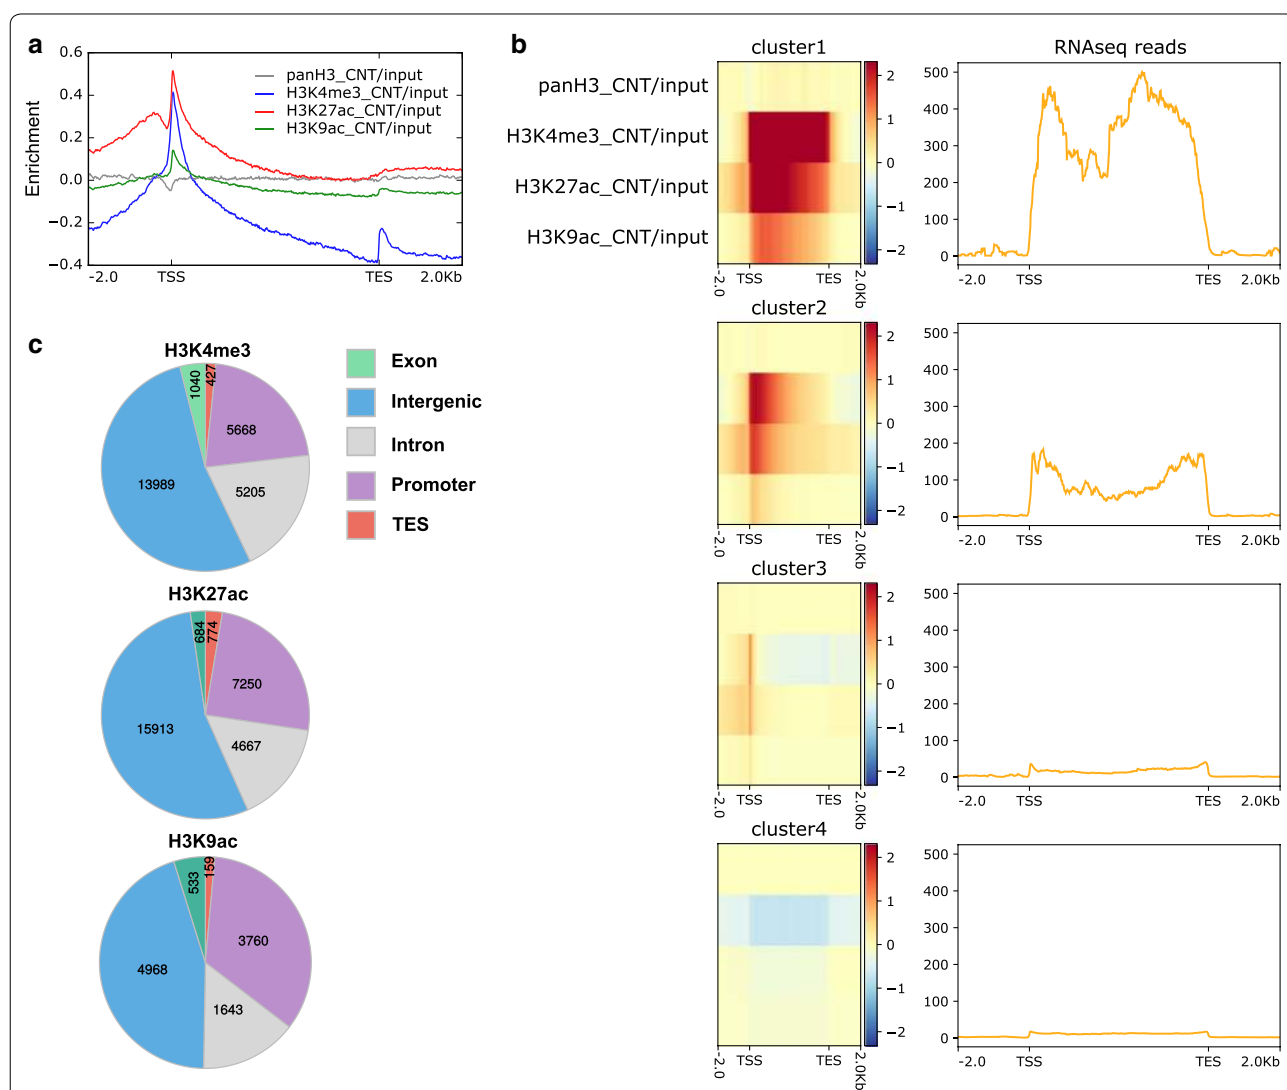 a
0.6
0.4
0.2
0.0
−0.2
−0.4
Enrichment
panH3_CNT/input
H3K4me3_CNT/input
H3K27ac_CNT/input
H3K9ac_CNT/input
-2.0 TSS TES 2.0Kb
b
cluster1
panH3_CNT/input
H3K4me3_CNT/input
H3K27ac_CNT/input
H3K9ac_CNT/input
2
1
0
−1
−2
-2.0 TSS TES 2.0Kb
RNAseq reads
500
400
300
200
100
0
-2.0 TSS TES 2.0Kb
cluster2
2
1
0
−1
−2
-2.0 TSS TES 2.0Kb
500
400
300
200
100
0
-2.0 TSS TES 2.0Kb
cluster3
2
1
0
−1
−2
-2.0 TSS TES 2.0Kb
500
400
300
200
100
0
-2.0 TSS TES 2.0Kb
cluster4
2
1
0
−1
−2
-2.0 TSS TES 2.0Kb
500
400
300
200
100
0
-2.0 TSS TES 2.0Kb
c
H3K4me3
1040
427
5668
13989
5205
Exon
Intergenic
Intron
Promoter
TES
H3K27ac
684
774
7250
15913
4667
H3K9ac
533
159
3760
4968
1643